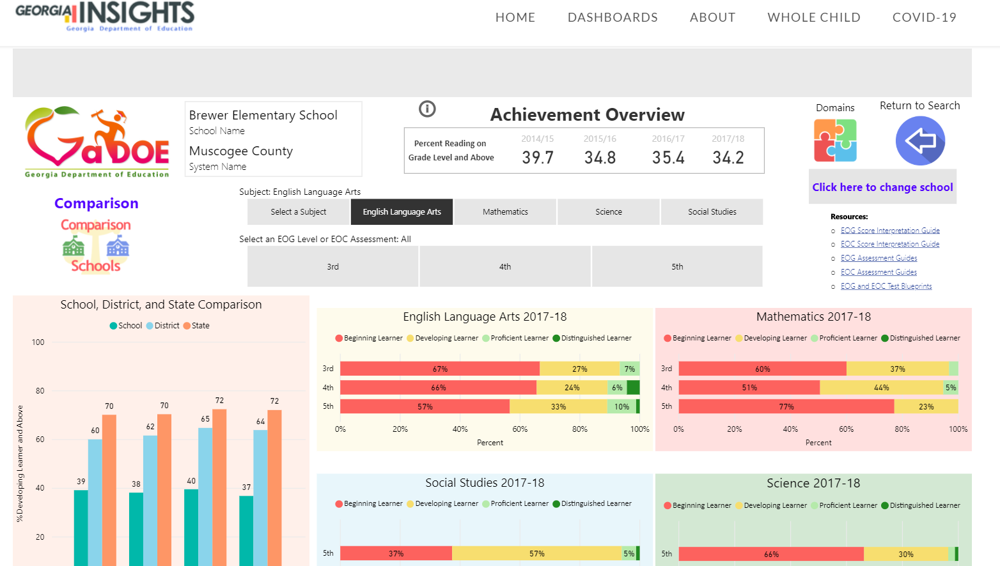 GEORGIA INSIGHTS
Georgia Department of Education
HOME DASHBOARDS ABOUT WHOLE CHILD COVID-19
GaDOE
Georgia Department of Education
Brewer Elementary School
School Name
Muscogee County
System Name
Achievement Overview
Percent Reading on
Grade Level and Above
2014/15 2015/16 2016/17 2017/18
39.7 34.8 35.4 34.2
Domains
Return to Search
Click here to change school
Resources:
EOG Score Interpretation Guide
EOC Score Interpretation Guide
EOG Assessment Guides
EOC Assessment Guides
EOG and EOC Test Blueprints
Comparison
Comparison
Schools
Subject: English Language Arts
Select a Subject English Language Arts Mathematics Science Social Studies
Select an EOG Level or EOC Assessment: All
3rd 4th 5th
School, District, and State Comparison
School District State
%Developing Learner and Above
100
80
60
40
20
39 60 70
38 62 70
40 65 72
37 64 72
English Language Arts 2017-18
Beginning Learner Developing Learner Proficient Learner Distinguished Learner
3rd 67% 27% 7%
4th 66% 24% 6%
5th 57% 33% 10%
0% 20% 40% 60% 80% 100%
Percent
Mathematics 2017-18
Beginning Learner Developing Learner Proficient Learner Distinguished Learner
3rd 60% 37%
4th 51% 44% 5%
5th 77% 23%
0% 20% 40% 60% 80% 100%
Percent
Social Studies 2017-18
Beginning Learner Developing Learner Proficient Learner Distinguished Learner
5th 37% 57% 5%
Science 2017-18
Beginning Learner Developing Learner Proficient Learner Distinguished Learner
5th 66% 30%